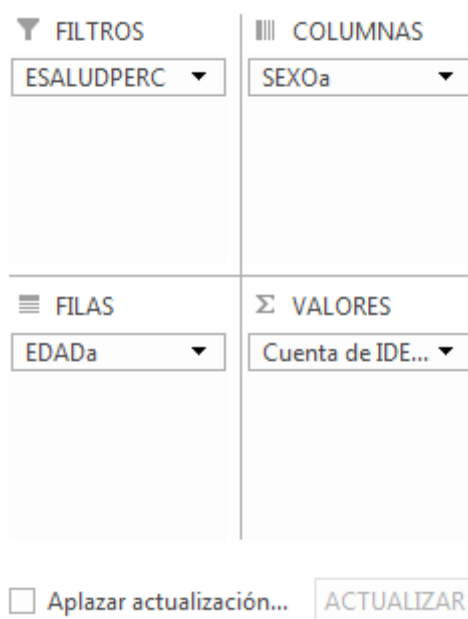 FILTROS
COLUMNAS
ESALUDPERC
SEXOa
FILAS
Σ VALORES
EDADa
Cuenta de IDE...
Aplazar actualización...
ACTUALIZAR